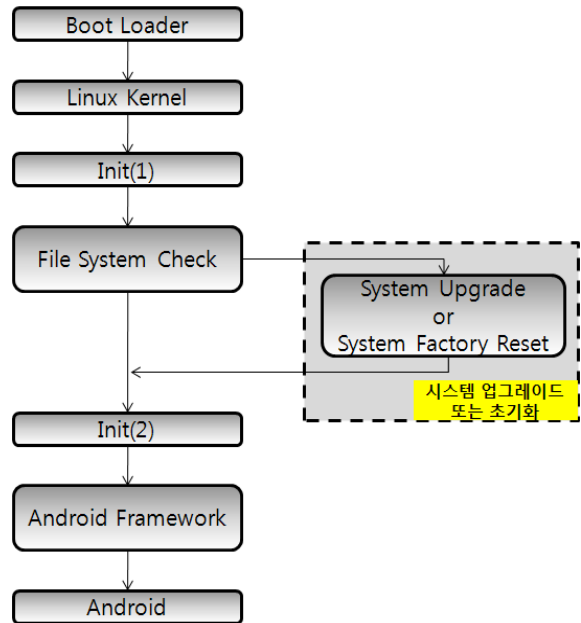 Boot Loader
Linux Kernel
Init(1)
File System Check
System Upgrade
or
System Factory Reset
시스템 업그레이드
또는 초기화
Init(2)
Android Framework
Android